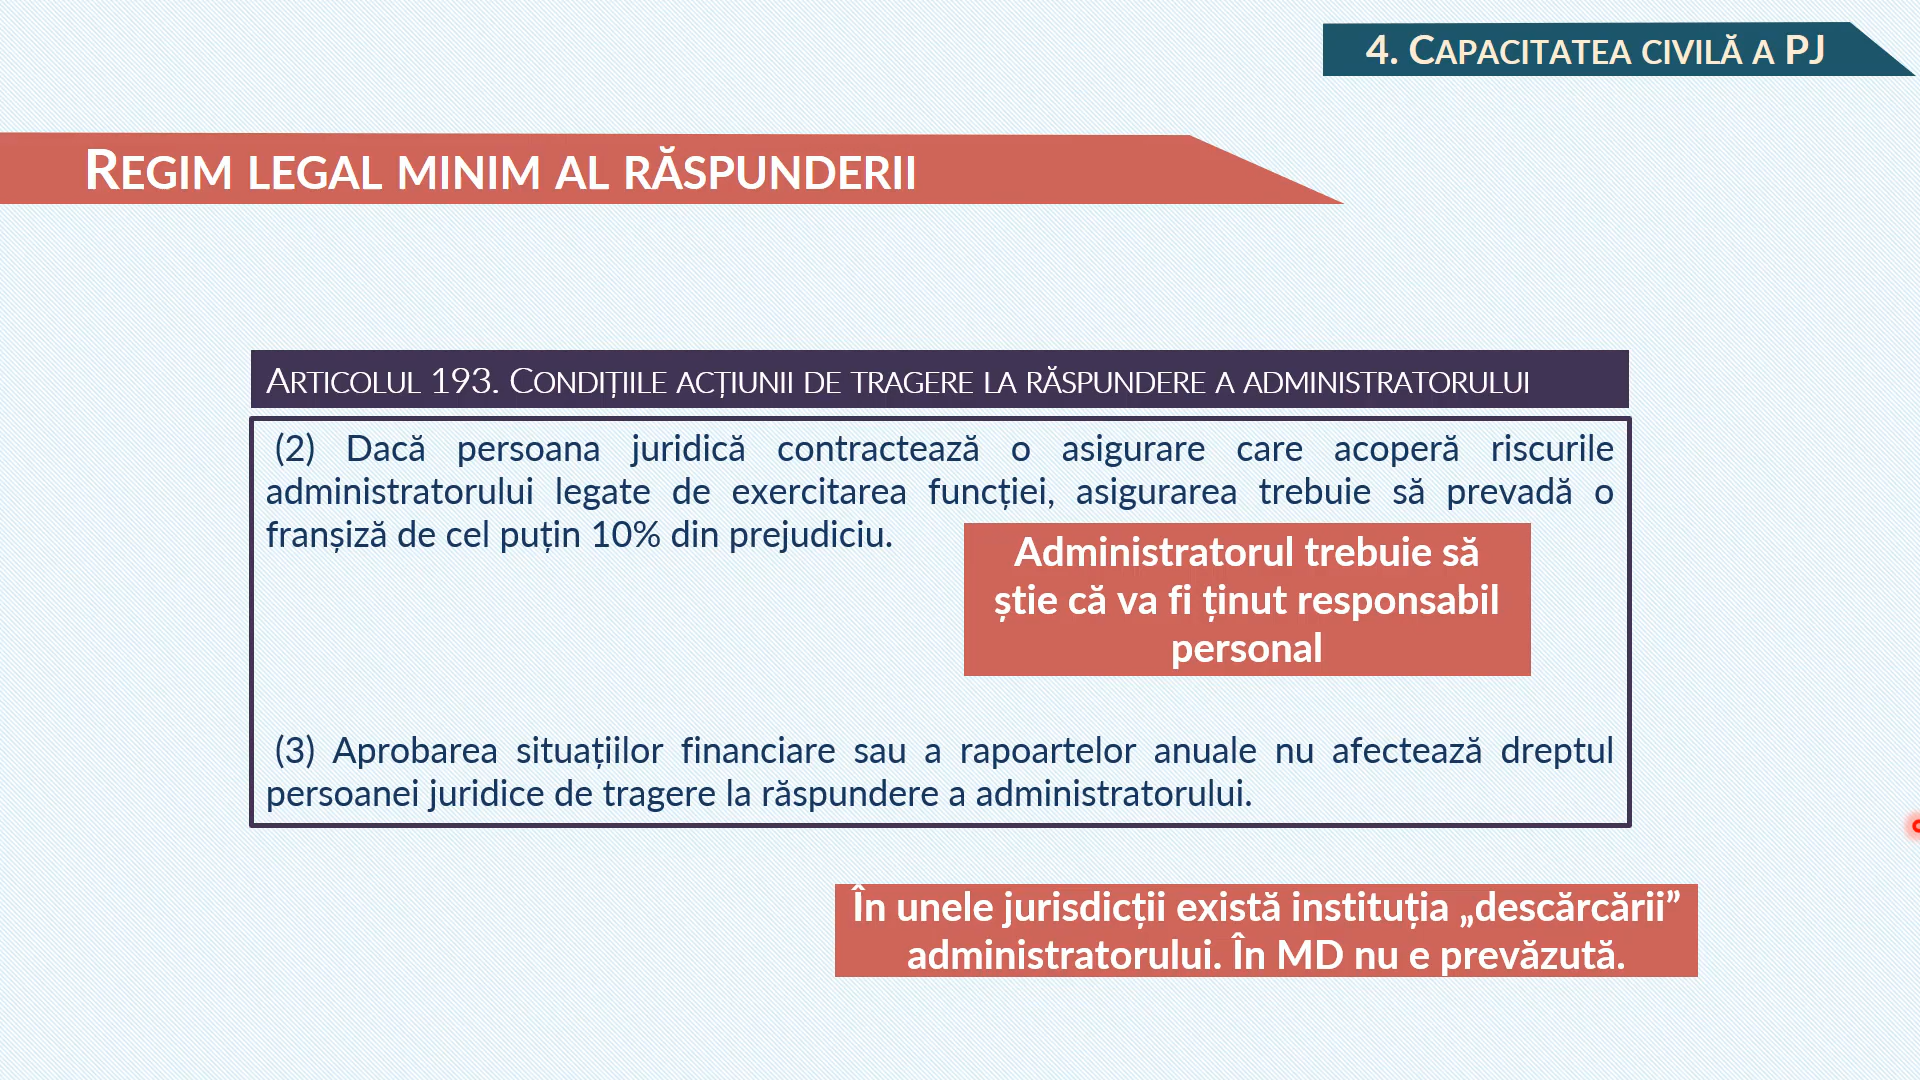 4. CAPACITATEA CIVILĂ A PJ
REGIM LEGAL MINIM AL RĂSPUNDERII
ARTICOLUL 193. CONDIȚIILE ACȚIUNII DE TRAGERE LA RĂSPUNDERE A ADMINISTRATORULUI
(2) Dacă persoana juridică contractează o asigurare care acoperă riscurile
administratorului legate de exercitarea funcției, asigurarea trebuie să prevadă o
franșiză de cel puțin 10% din prejudiciu.
Administratorul trebuie să
știe că va fi ținut responsabil
personal
(3) Aprobarea situațiilor financiare sau a rapoartelor anuale nu afectează dreptul
persoanei juridice de tragere la răspundere a administratorului.
În unele jurisdicții există instituția „descărcării”
administratorului. În MD nu e prevăzută.